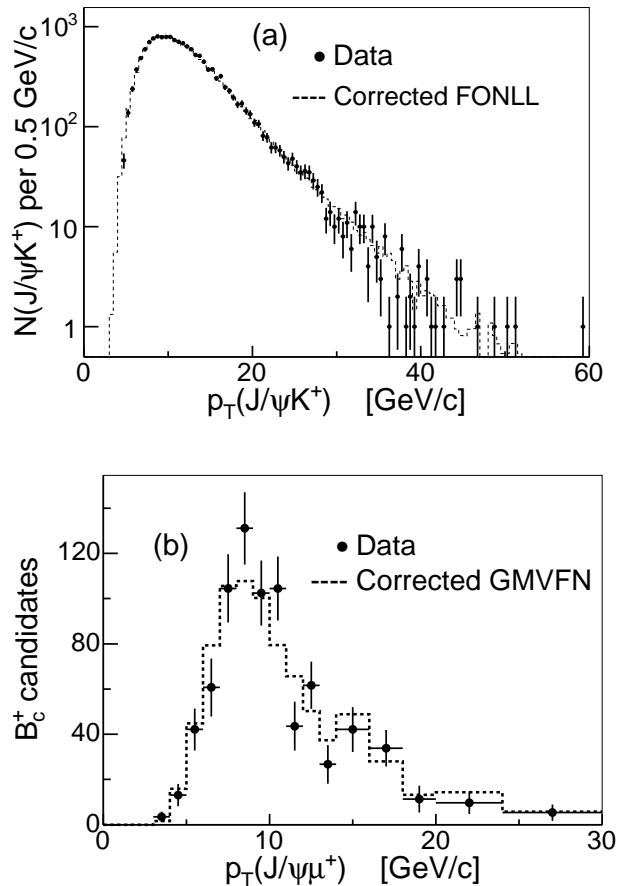 (a)
Data
Corrected FONLL
N(J/ψK⁺) per 0.5 GeV/c
10³
10²
10
1
0 20 40 60
p_T(J/ψK⁺) [GeV/c]
(b)
Data
Corrected GMVFN
B_c⁺ candidates
120
80
40
0
0 10 20 30
p_T(J/ψμ⁺) [GeV/c]